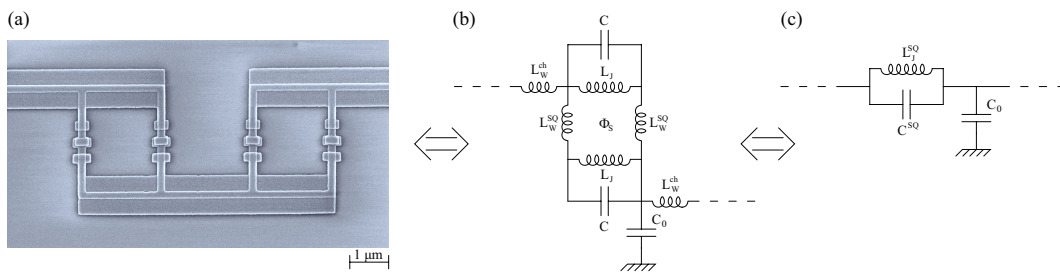 (a)
1 μm
(b)
C
L_W^ch
L_J
L_W^SQ
Φ_S
L_W^SQ
L_J
L_W^ch
C
C_0
(c)
L_J^SQ
C^SQ
C_0